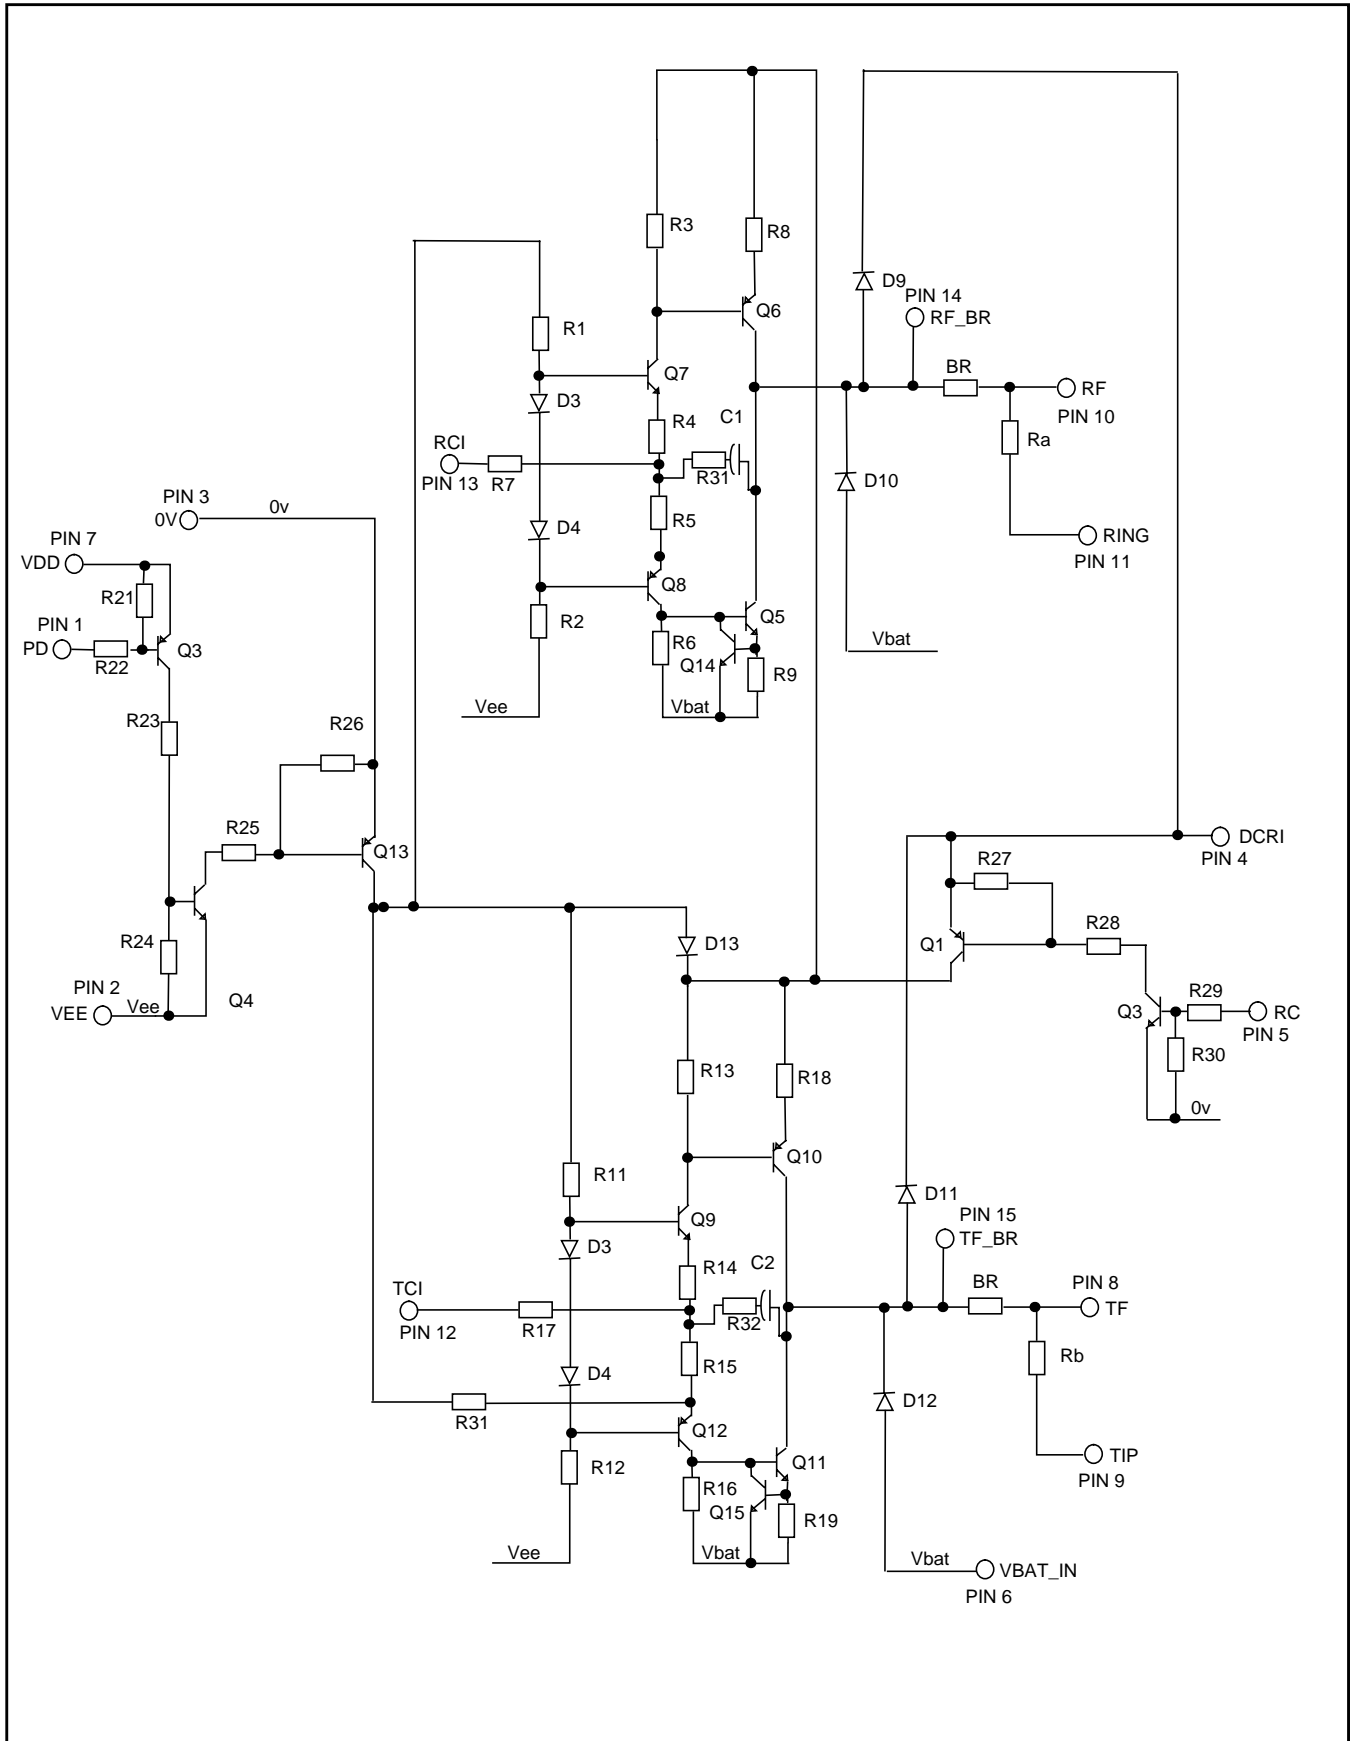 R3
R8
D9
PIN 14
RF_BR
Q6
R1
BR
Q7
RF
D3
C1
PIN 10
R4
Ra
RCI
R31
PIN 13
R7
D10
PIN 3
0v
0V
R5
D4
RING
PIN 7
PIN 11
VDD
Q8
R21
Q5
PIN 1
R2
R6
Vbat
PD
Q3
Q14
R22
R9
Vee
Vbat
R23
R26
R25
DCRI
Q13
PIN 4
R27
R28
R24
D13
Q1
PIN 2
Vee
Q4
R29
VEE
Q3
RC
PIN 5
R30
R13
R18
0v
Q10
R11
D11
Q9
PIN 15
TF_BR
D3
R14
C2
TCI
BR
PIN 8
TF
PIN 12
R17
R32
Rb
R15
D4
D12
R31
Q12
R12
Q11
TIP
R16
PIN 9
Q15
R19
Vee
Vbat
Vbat
VBAT_IN
PIN 6